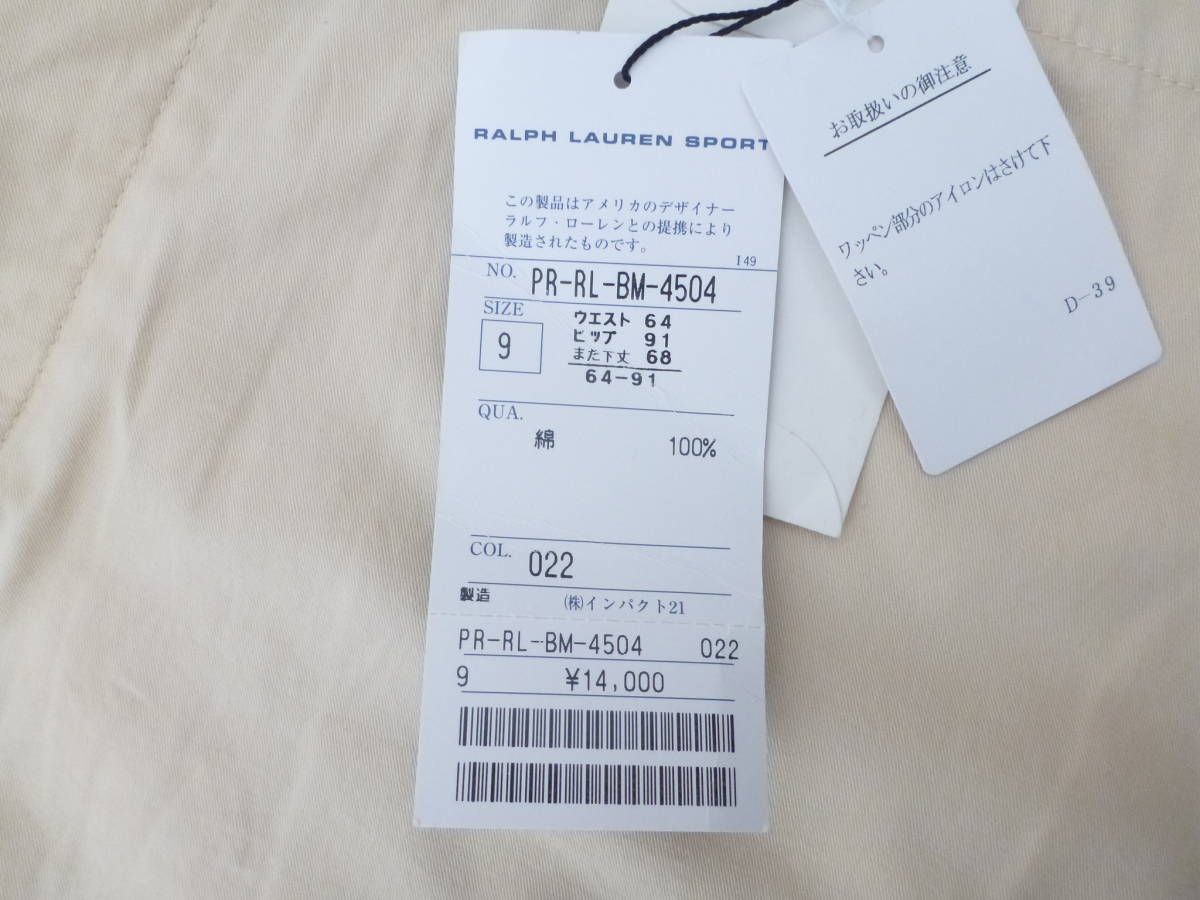 RALPH LAUREN SPORT
この製品はアメリカのデザイナー
ラルフ・ローレンとの提携により
製造されたものです。
I 49
NO. PR-RL-BM-4504
SIZE
9
ウエスト 64
ヒップ 91
また下丈 68
64-91
QUA.
綿 100%
COL. 022
製造 (株)インパクト21
PR-RL-BM-4504 022
9 ¥14,000
お取扱いの御注意
ワッペン部分のアイロンはさけて下
さい。
D-39